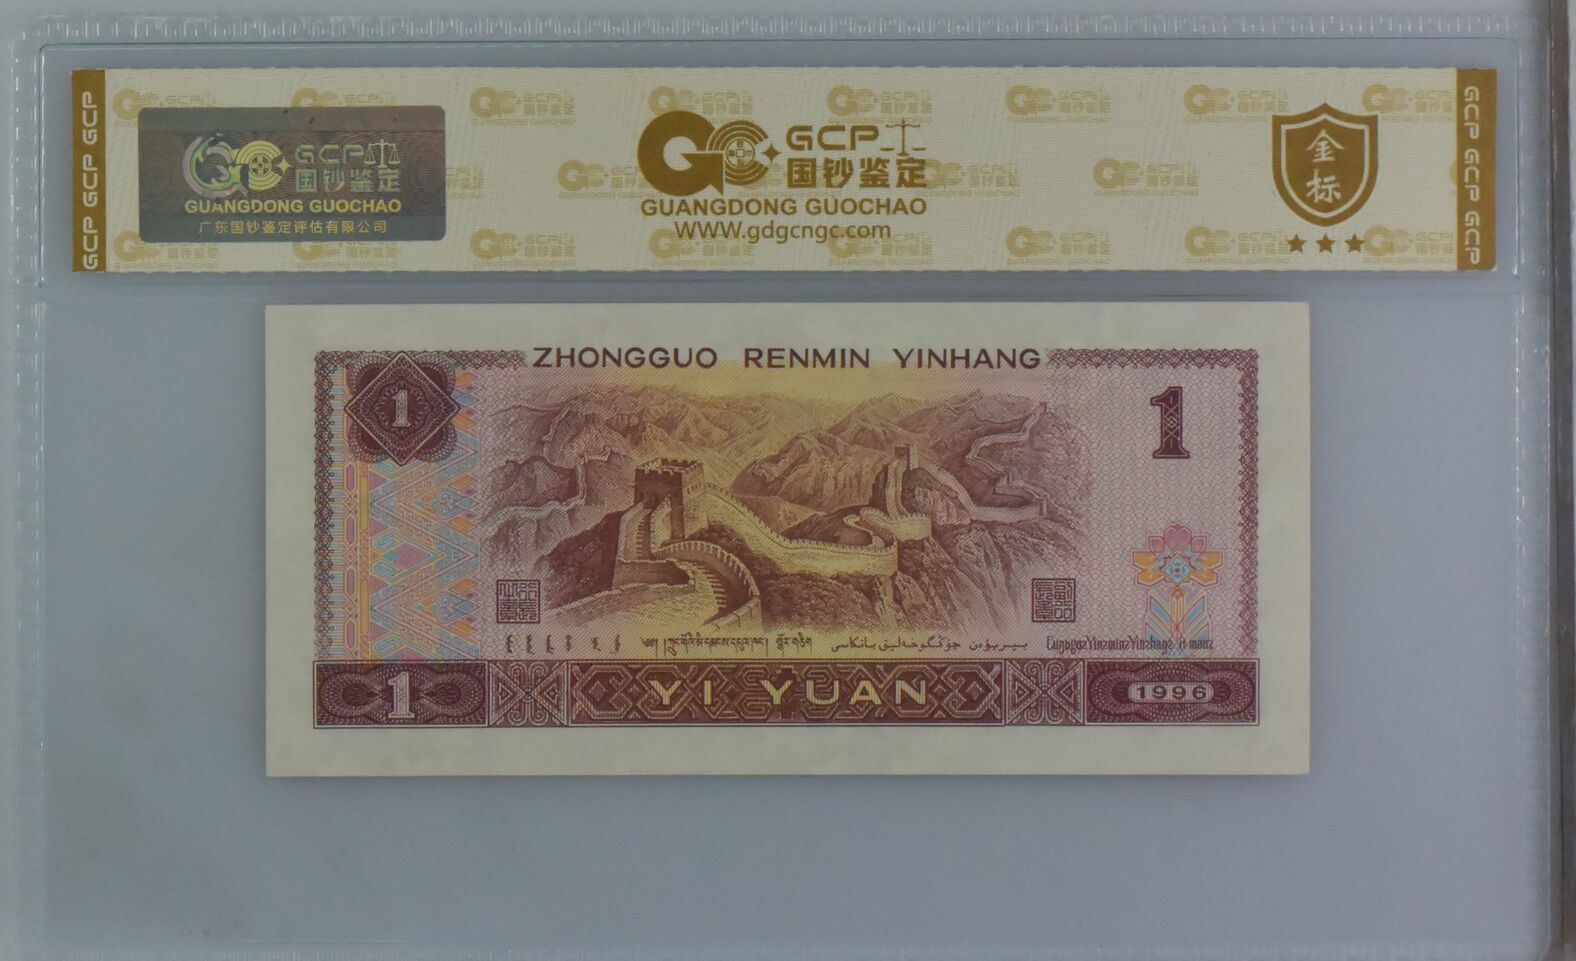 GCP
国钞鉴定
GUANGDONG GUOCHAO
广东国钞鉴定评估有限公司
GCP
国钞鉴定
GUANGDONG GUOCHAO
WWW.gdgcngc.com
金标
GCP GCP GCP
GCP GCP GCP
ZHONGGUO RENMIN YINHANG
1
1
1
YI YUAN
1996